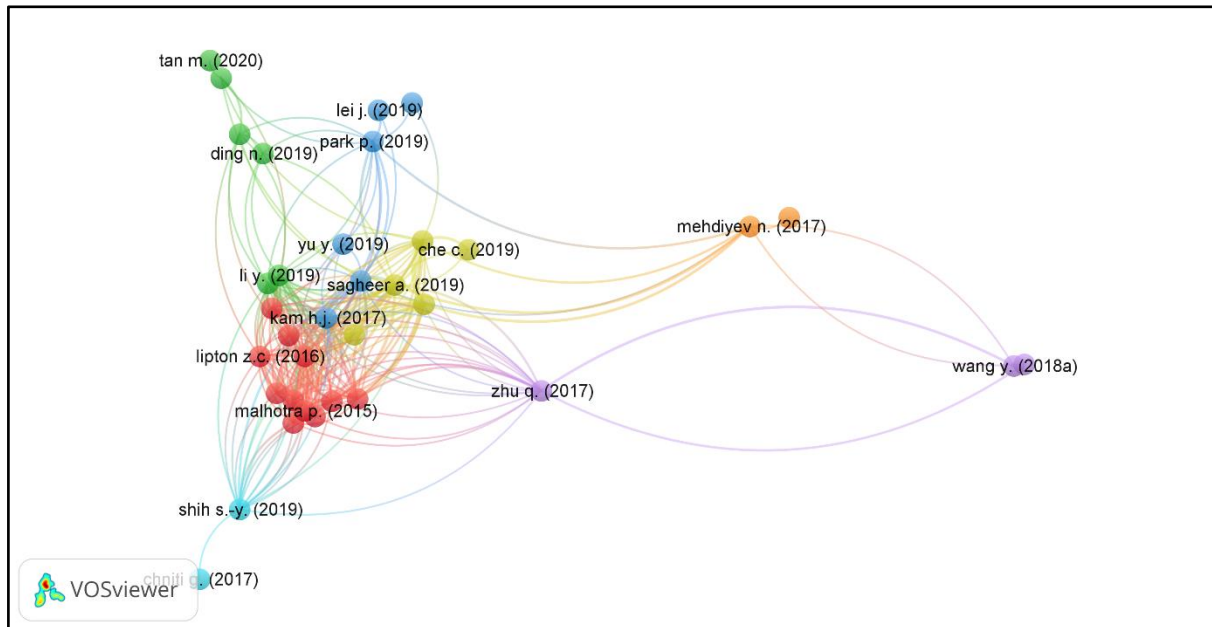 tan m. (2020)
lei j. (2019)
park p. (2019)
ding n. (2019)
mehdiyev n. (2017)
yu y. (2019)
che c. (2019)
li y. (2019)
sagheer a. (2019)
kam h.j. (2017)
lipton z.c. (2016)
wang y. (2018a)
zhu q. (2017)
malhotra p. (2015)
shih s.-y. (2019)
chniti g. (2017)
VOSviewer